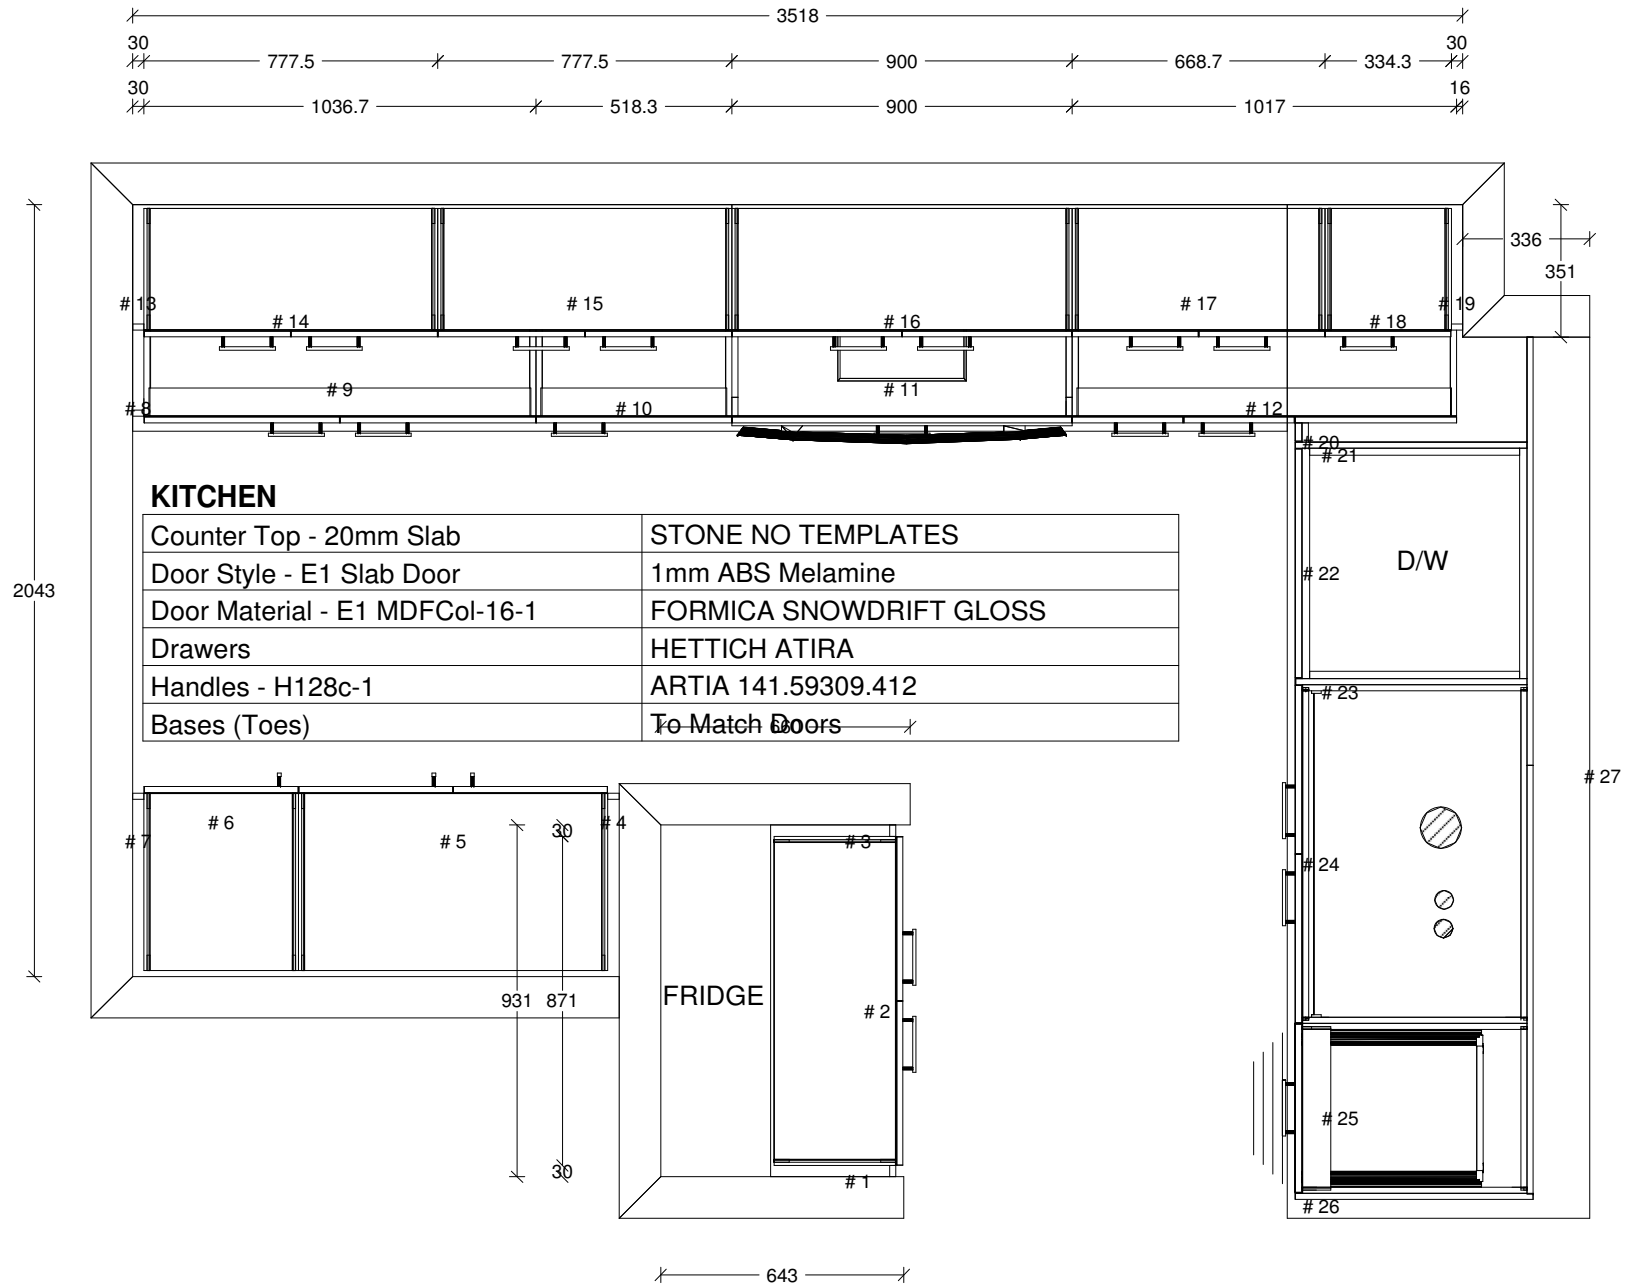 3518
30 777.5 777.5 900 668.7 334.3 30
30 1036.7 518.3 900 1017 16
336
351
# 13 # 14 # 15 # 16 # 17 # 18 # 19
# 8 # 9 # 10 # 11 # 12
# 20
# 21
KITCHEN
Counter Top - 20mm Slab STONE NO TEMPLATES
Door Style - E1 Slab Door 1mm ABS Melamine
Door Material - E1 MDFCol-16-1 FORMICA SNOWDRIFT GLOSS
Drawers HETTICH ATIRA
Handles - H128c-1 ARTIA 141.59309.412
Bases (Toes) To Match Doors
660
2043
D/W
# 22
# 23
# 27
# 7 # 6 # 5 # 4
30
# 3
# 24
931 871
FRIDGE
# 2
30
# 1
# 25
# 26
643